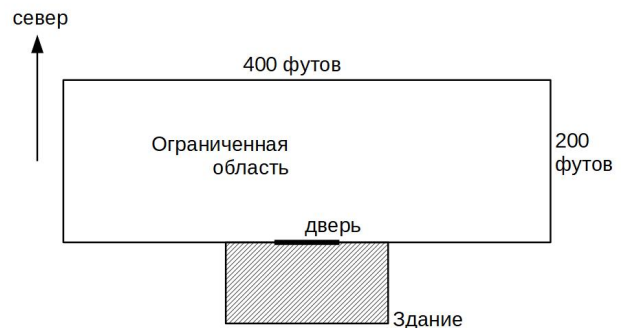 север
400 футов
Ограниченная
область
200
футов
дверь
Здание